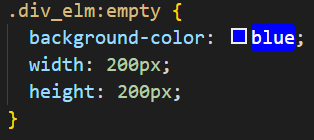 .div_elm:empty {
background-color: blue;
width: 200px;
height: 200px;
}